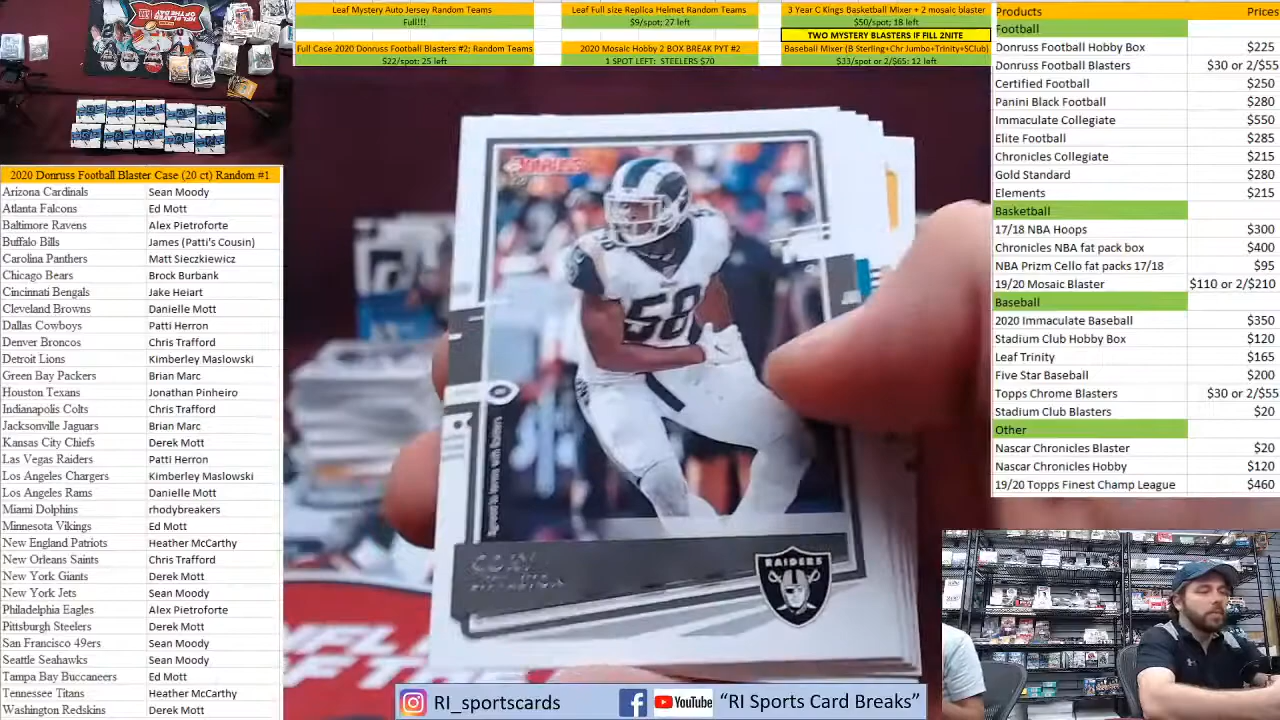 Leaf Mystery Auto Jersey Random Teams
Full!!!
Full Case 2020 Donruss Football Blasters #2; Random Teams
$22/spot: 25 left
Leaf Full size Replica Helmet Random Teams
$9/spot; 27 left
2020 Mosaic Hobby 2 BOX BREAK PYT #2
1 SPOT LEFT: STEELERS $70
3 Year C Kings Basketball Mixer + 2 mosaic blaster
$50/spot; 18 left
TWO MYSTERY BLASTERS IF FILL 2NITE
Baseball Mixer (B Sterling+Chr Jumbo+Trinity+SClub)
$33/spot or 2/$65: 12 left
Products Prices
Football
Donruss Football Hobby Box $225
Donruss Football Blasters $30 or 2/$55
Certified Football $250
Panini Black Football $280
Immaculate Collegiate $550
Elite Football $285
Chronicles Collegiate $215
Gold Standard $280
Elements $215
Basketball
17/18 NBA Hoops $300
Chronicles NBA fat pack box $400
NBA Prizm Cello fat packs 17/18 $95
19/20 Mosaic Blaster $110 or 2/$210
Baseball
2020 Immaculate Baseball $350
Stadium Club Hobby Box $120
Leaf Trinity $165
Five Star Baseball $200
Topps Chrome Blasters $30 or 2/$55
Stadium Club Blasters $20
Other
Nascar Chronicles Blaster $20
Nascar Chronicles Hobby $120
19/20 Topps Finest Champ League $460
2020 Donruss Football Blaster Case (20 ct) Random #1
Arizona Cardinals Sean Moody
Atlanta Falcons Ed Mott
Baltimore Ravens Alex Pietroforte
Buffalo Bills James (Patti's Cousin)
Carolina Panthers Matt Sieczkiewicz
Chicago Bears Brock Burbank
Cincinnati Bengals Jake Heiart
Cleveland Browns Danielle Mott
Dallas Cowboys Patti Herron
Denver Broncos Chris Trafford
Detroit Lions Kimberley Maslowski
Green Bay Packers Brian Marc
Houston Texans Jonathan Pinheiro
Indianapolis Colts Chris Trafford
Jacksonville Jaguars Brian Marc
Kansas City Chiefs Derek Mott
Las Vegas Raiders Patti Herron
Los Angeles Chargers Kimberley Maslowski
Los Angeles Rams Danielle Mott
Miami Dolphins rhodybreakers
Minnesota Vikings Ed Mott
New England Patriots Heather McCarthy
New Orleans Saints Chris Trafford
New York Giants Derek Mott
New York Jets Sean Moody
Philadelphia Eagles Alex Pietroforte
Pittsburgh Steelers Derek Mott
San Francisco 49ers Sean Moody
Seattle Seahawks Sean Moody
Tampa Bay Buccaneers Ed Mott
Tennessee Titans Heather McCarthy
Washington Redskins Derek Mott
58
RAIDERS
RI_sportscards
YouTube
"RI Sports Card Breaks"